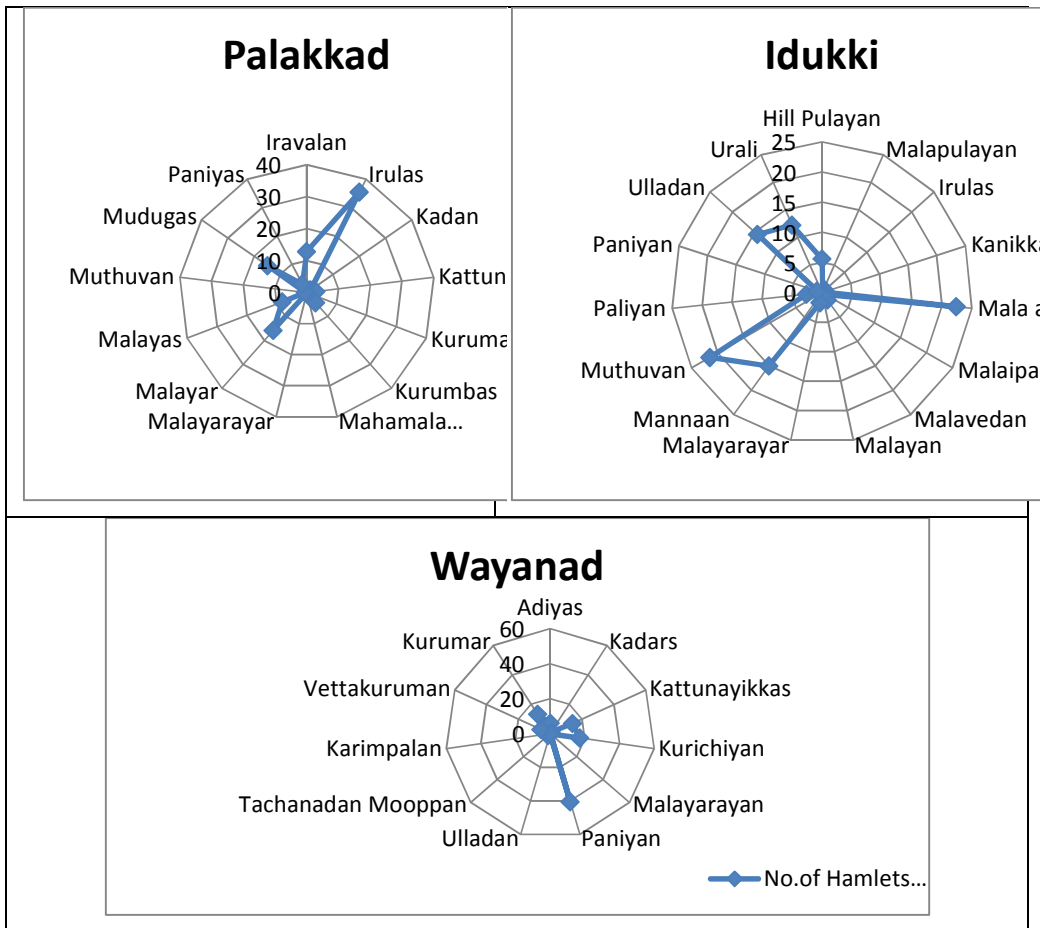 Palakkad
Iravalan
Irulas
Kadan
Kattun
Kuruma
Kurumbas
Mahamala...
Malayarayar
Malayar
Malayas
Muthuvan
Mudugas
Paniyas
40
30
20
10
0
Idukki
Hill Pulayan
Malapulayan
Irulas
Kanikka
Mala a
Malaipa
Malavedan
Malayan
Malayarayar
Mannaan
Muthuvan
Paliyan
Paniyan
Ulladan
Urali
25
20
15
10
5
0
Wayanad
Adiyas
Kadars
Kattunayikkas
Kurichiyan
Malayarayan
Paniyan
Ulladan
Tachanadan Mooppan
Karimpalan
Vettakuruman
Kurumar
60
40
20
0
No.of Hamlets...